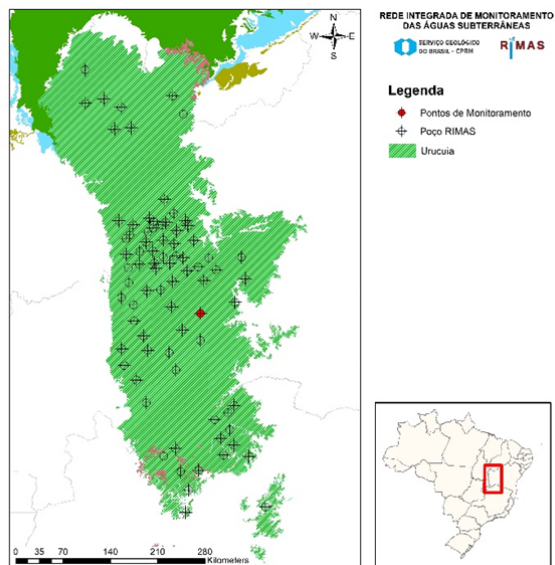 N
W E
S
REDE INTEGRADA DE MONITORAMENTO
DAS ÁGUAS SUBTERRÂNEAS
SERVIÇO GEOLÓGICO
DO BRASIL - CPRM
RIMAS
Legenda
Pontos de Monitoramento
Poço RIMAS
Urucuia
0 35 70 140 210 280
Kilometers